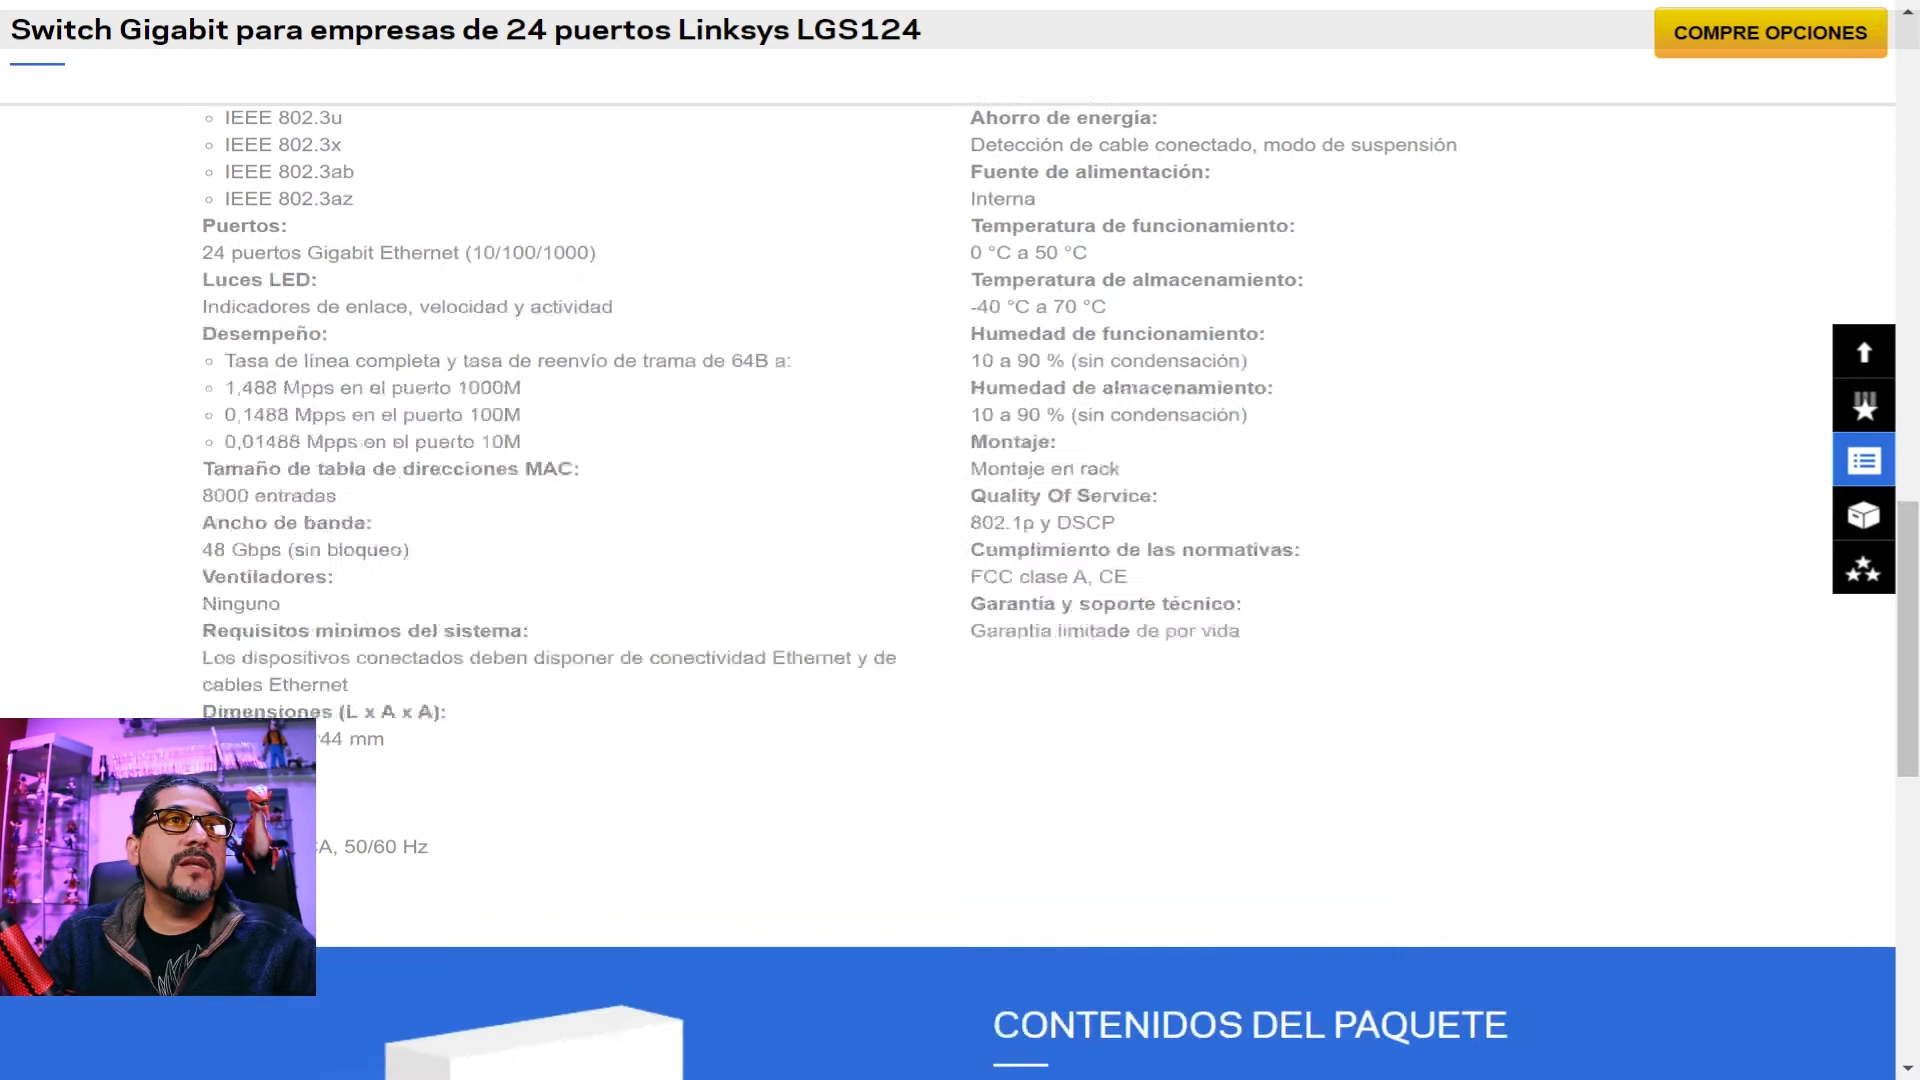 Switch Gigabit para empresas de 24 puertos Linksys LGS124
COMPRE OPCIONES
IEEE 802.3u
IEEE 802.3x
IEEE 802.3ab
IEEE 802.3az
Puertos:
24 puertos Gigabit Ethernet (10/100/1000)
Luces LED:
Indicadores de enlace, velocidad y actividad
Desempeño:
Tasa de línea completa y tasa de reenvío de trama de 64B a:
1,488 Mpps en el puerto 1000M
0,1488 Mpps en el puerto 100M
0,01488 Mpps en el puerto 10M
Tamaño de tabla de direcciones MAC:
8000 entradas
Ancho de banda:
48 Gbps (sin bloqueo)
Ventiladores:
Ninguno
Requisitos mínimos del sistema:
Los dispositivos conectados deben disponer de conectividad Ethernet y de
cables Ethernet
Dimensiones (L x A x A):
44 mm
A, 50/60 Hz
Ahorro de energía:
Detección de cable conectado, modo de suspensión
Fuente de alimentación:
Interna
Temperatura de funcionamiento:
0 °C a 50 °C
Temperatura de almacenamiento:
-40 °C a 70 °C
Humedad de funcionamiento:
10 a 90 % (sin condensación)
Humedad de almacenamiento:
10 a 90 % (sin condensación)
Montaje:
Montaje en rack
Quality Of Service:
802.1p y DSCP
Cumplimiento de las normativas:
FCC clase A, CE
Garantía y soporte técnico:
Garantía limitada de por vida
CONTENIDOS DEL PAQUETE